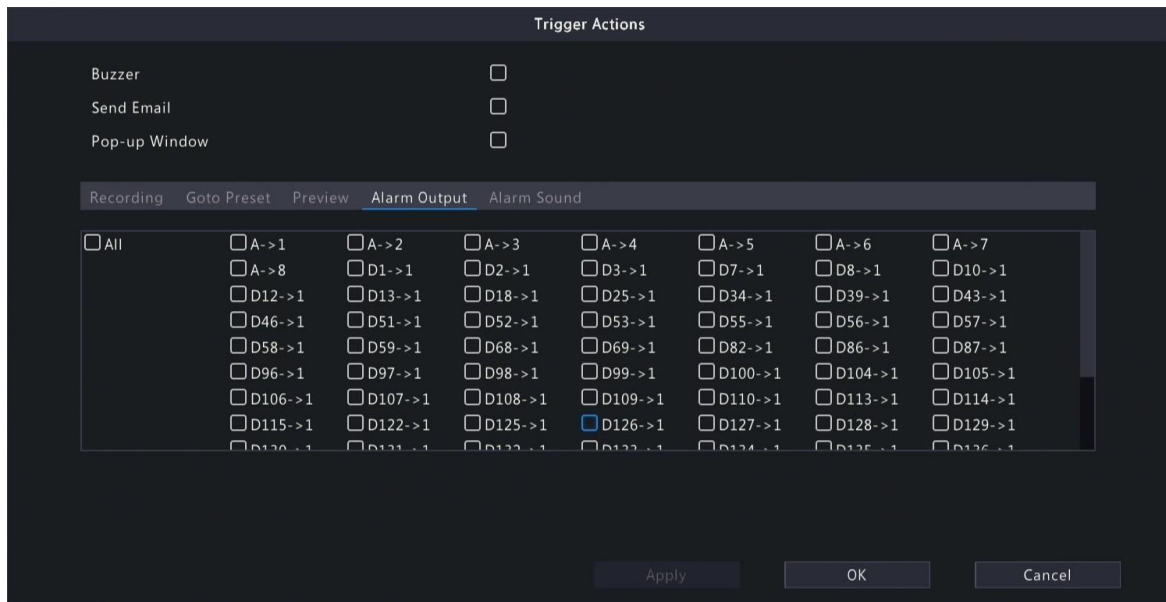 Trigger Actions
Buzzer
Send Email
Pop-up Window
Recording Goto Preset Preview Alarm Output Alarm Sound
All A->1 A->2 A->3 A->4 A->5 A->6 A->7
A->8 D1->1 D2->1 D3->1 D7->1 D8->1 D10->1
D12->1 D13->1 D18->1 D25->1 D34->1 D39->1 D43->1
D46->1 D51->1 D52->1 D53->1 D55->1 D56->1 D57->1
D58->1 D59->1 D68->1 D69->1 D82->1 D86->1 D87->1
D96->1 D97->1 D98->1 D99->1 D100->1 D104->1 D105->1
D106->1 D107->1 D108->1 D109->1 D110->1 D113->1 D114->1
D115->1 D122->1 D125->1 D126->1 D127->1 D128->1 D129->1
Apply OK Cancel